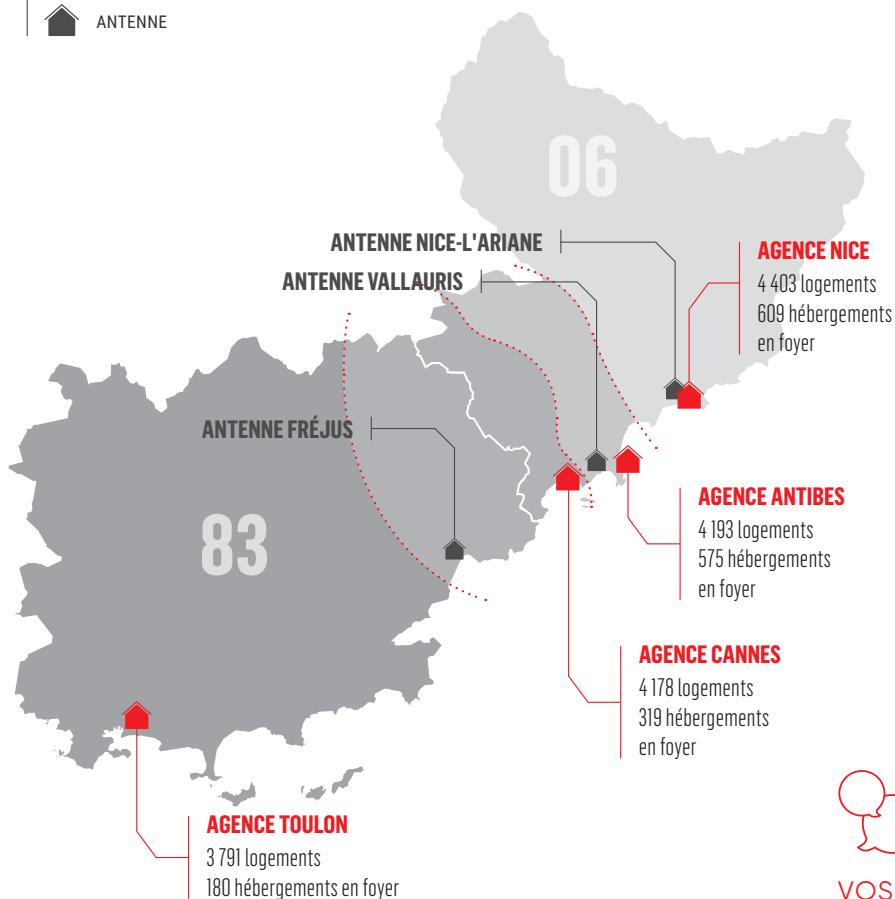 ANTENNE
06
ANTENNE NICE-L'ARIANE
ANTENNE VALLAURIS
AGENCE NICE
4 403 logements
609 hébergements
en foyer
ANTENNE FRÉJUS
83
AGENCE ANTIBES
4 193 logements
575 hébergements
en foyer
AGENCE CANNES
4 178 logements
319 hébergements
en foyer
AGENCE TOULON
3 791 logements
180 hébergements en foyer
VOS